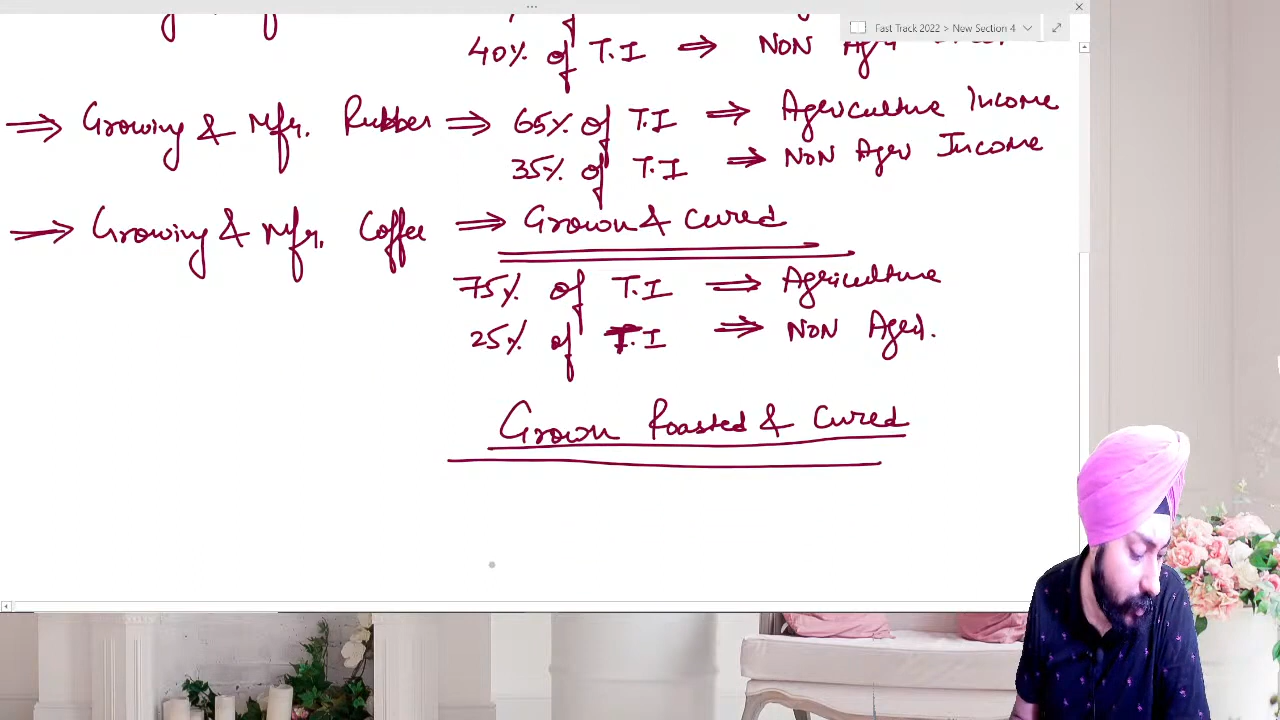 Fast Track 2022 > New Section 4
40% of T.I ⇒ NON Agri
⇒ Growing & Mfr. Rubber ⇒ 65% of T.I ⇒ Agriculture Income
35% of T.I ⇒ NON Agri Income
⇒ Growing & Mfr. Coffee ⇒ Grown & Cured
75% of T.I ⇒ Agriculture
25% of T.I ⇒ NON Agri.
Grown Roasted & Cured